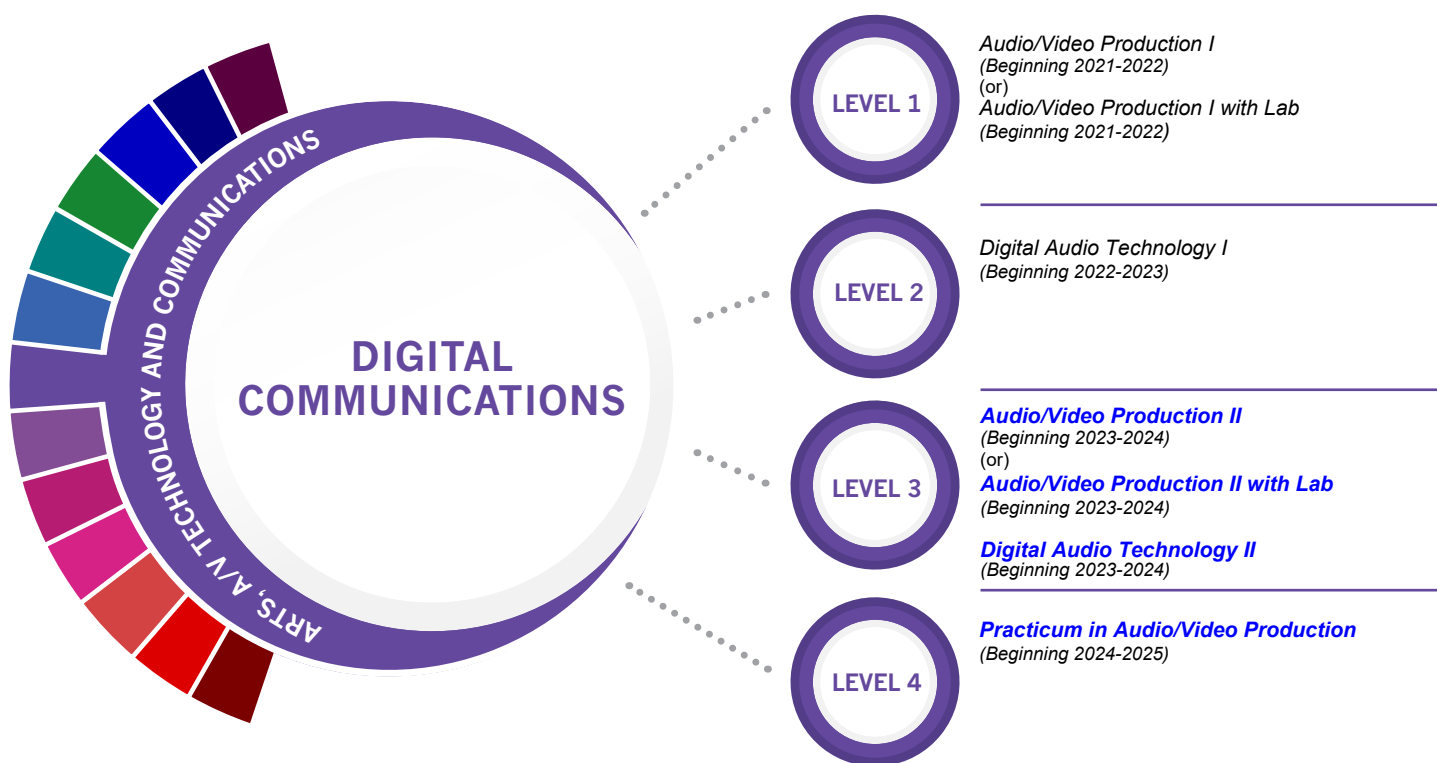 ARTS, A/V TECHNOLOGY AND COMMUNICATIONS
DIGITAL
COMMUNICATIONS
LEVEL 1
Audio/Video Production I
(Beginning 2021-2022)
(or)
Audio/Video Production I with Lab
(Beginning 2021-2022)
LEVEL 2
Digital Audio Technology I
(Beginning 2022-2023)
LEVEL 3
Audio/Video Production II
(Beginning 2023-2024)
(or)
Audio/Video Production II with Lab
(Beginning 2023-2024)
Digital Audio Technology II
(Beginning 2023-2024)
LEVEL 4
Practicum in Audio/Video Production
(Beginning 2024-2025)